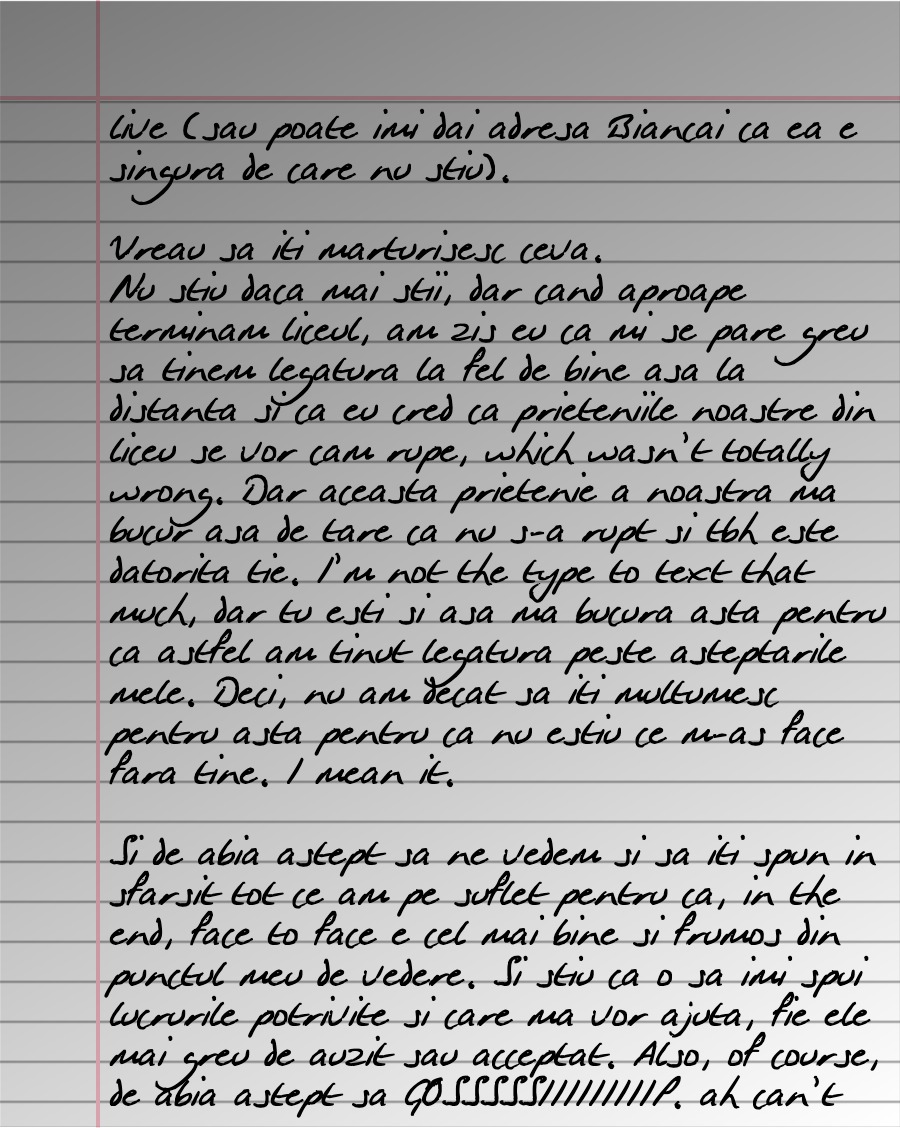 live (sau poate imi dai adresa Biancai ca ea e
singura de care nu stiu).
Vreau sa iti marturisesc ceva.
Nu stiu daca mai stii, dar cand aproape
terminam liceul, am zis eu ca mi se pare greu
sa tinem legatura la fel de bine asa la
distanta si ca eu cred ca prieteniile noastre din
liceu se vor cam rupe, which wasn't totally
wrong. Dar aceasta prietenie a noastra ma
bucur asa de tare ca nu s-a rupt si tbh este
datorita tie. I'm not the type to text that
much, dar tu esti si asa ma bucura asta pentru
ca astfel am tinut legatura peste asteptarile
mele. Deci, nu am decat sa iti multumesc
pentru asta pentru ca nu estiu ce m-as face
fara tine. I mean it.
Si de abia astept sa ne vedem si sa iti spun in
sfarsit tot ce am pe suflet pentru ca, in the
end, face to face e cel mai bine si frumos din
punctul meu de vedere. Si stiu ca o sa imi spui
lucrurile potrivite si care ma vor ajuta, fie ele
mai greu de auzit sau acceptat. Also, of course,
de abia astept sa GOSSSSSIIIIIIIIIP. ah can't